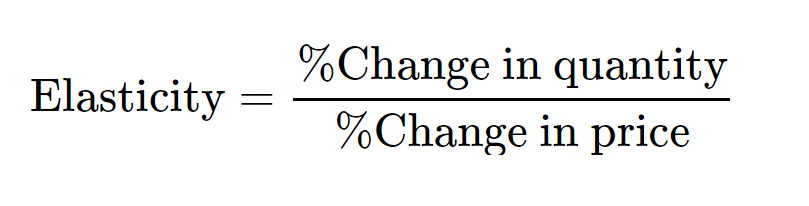 Elasticity = %Change in quantity
%Change in price